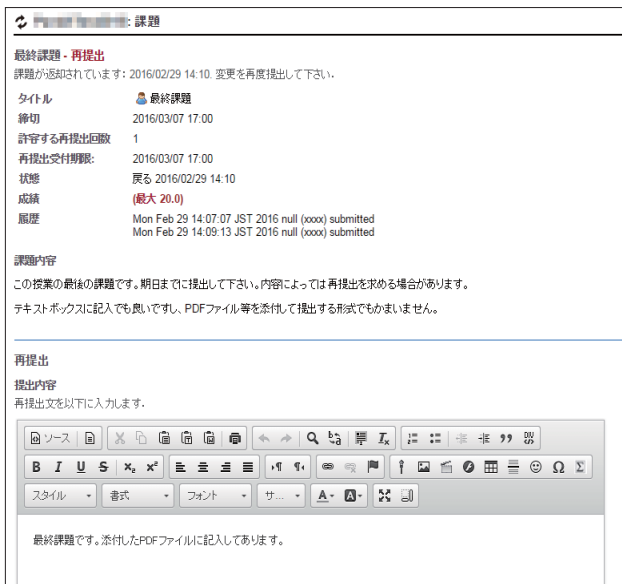 : 課題
最終課題 - 再提出
課題が返却されています: 2016/02/29 14:10. 変更を再度提出して下さい.
タイトル 最終課題
締切 2016/03/07 17:00
許容する再提出回数 1
再提出受付期限: 2016/03/07 17:00
状態 戻る 2016/02/29 14:10
成績 (最大 20.0)
履歴 Mon Feb 29 14:07:07 JST 2016 null (xxxx) submitted
Mon Feb 29 14:09:13 JST 2016 null (xxxx) submitted
課題内容
この授業の最後の課題です。期日までに提出して下さい。内容によっては再提出を求める場合があります。
テキストボックスに記入でも良いですし、PDFファイル等を添付して提出する形式でもかまいません。
再提出
提出内容
再提出文を以下に入力します.
ソース
B I U S x₂ x² Ω Σ
スタイル 書式 フォント サ... A A
最終課題です。添付したPDFファイルに記入してあります。